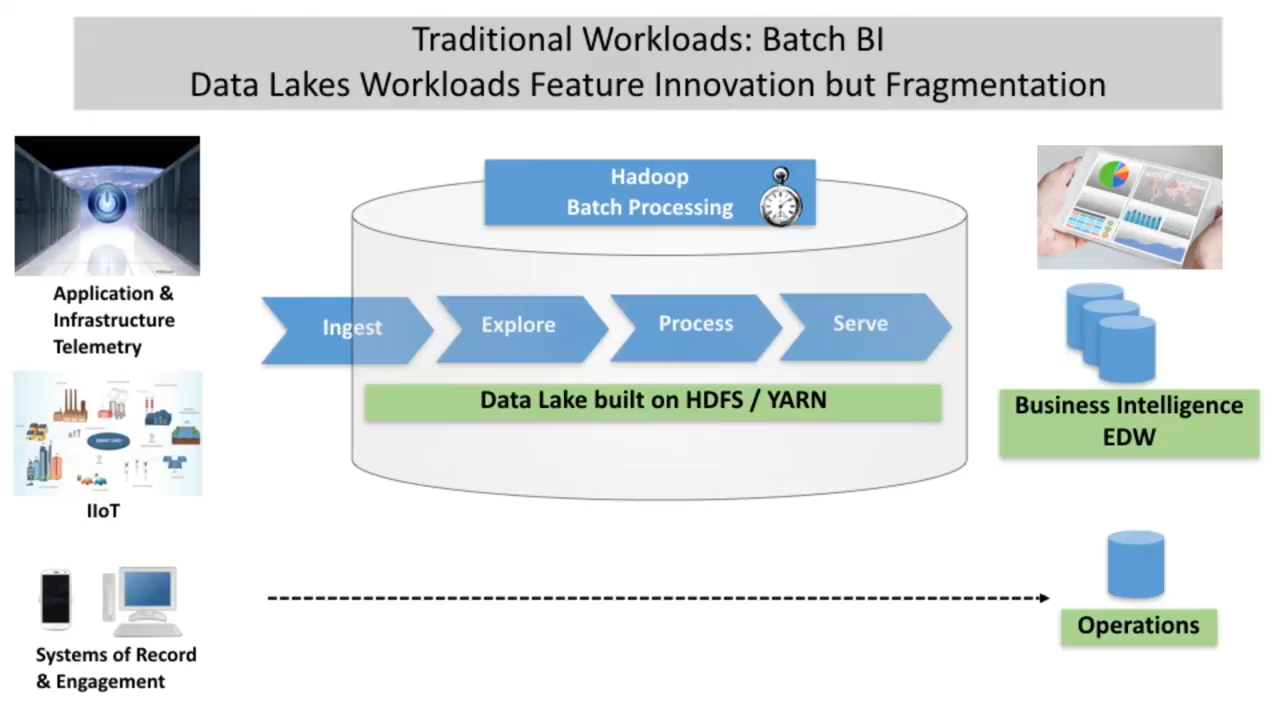 Traditional Workloads: Batch BI
Data Lakes Workloads Feature Innovation but Fragmentation
Hadoop
Batch Processing
Application &
Infrastructure
Telemetry
Ingest
Explore
Process
Serve
Data Lake built on HDFS / YARN
Business Intelligence
EDW
IIoT
Operations
Systems of Record
& Engagement